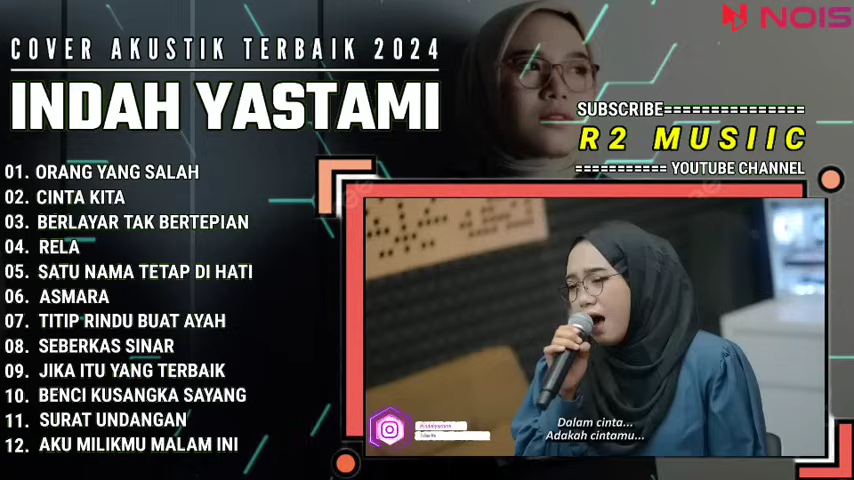 NOIS
COVER AKUSTIK TERBAIK 2024
INDAH YASTAMI
SUBSCRIBE===============
R2 MUSIIC
=========== YOUTUBE CHANNEL
01. ORANG YANG SALAH
02. CINTA KITA
03. BERLAYAR TAK BERTEPIAN
04. RELA
05. SATU NAMA TETAP DI HATI
06. ASMARA
07. TITIP RINDU BUAT AYAH
08. SEBERKAS SINAR
09. JIKA ITU YANG TERBAIK
10. BENCI KUSANGKA SAYANG
11. SURAT UNDANGAN
12. AKU MILIKMU MALAM INI
Dalam cinta...
Adakah cintamu...